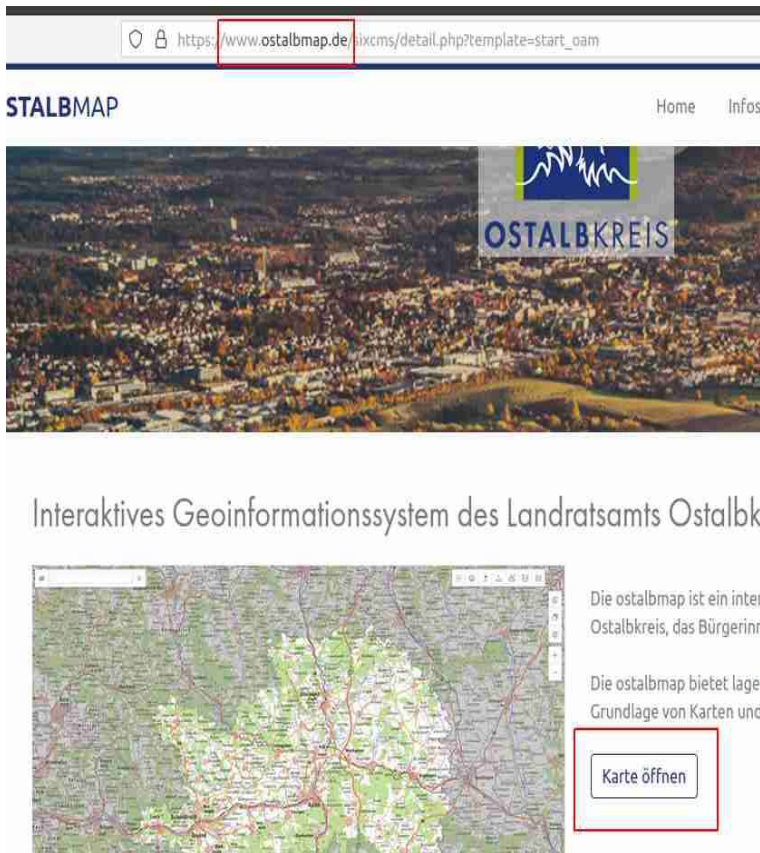 https://www.ostalbmap.de/sixcms/detail.php?template=start_oam
STALBMAP
Home Infos
OSTALBKREIS
Interaktives Geoinformationssystem des Landratsamts Ostalbk
Die ostalbmap ist ein inter
Ostalbkreis, das Bürgerinn
Die ostalbmap bietet lage
Grundlage von Karten und
Karte öffnen